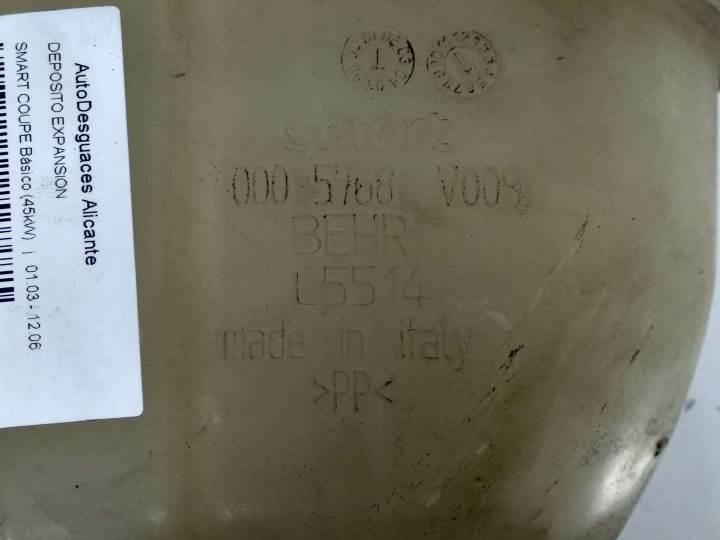 AutoDesguaces Alicante
DEPOSITO EXPANSION
SMART COUPE Básico (45kW) | 01.03 - 12.06
smart
000 5768 V009
BEHR
L5514
made in italy
>PP<